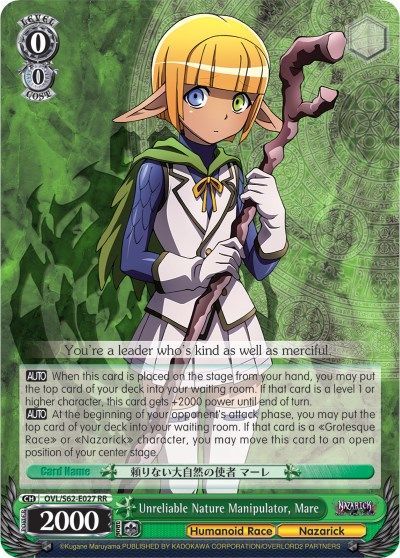 LEVEL
0
0
COST
You're a leader who's kind as well as merciful.
AUTO When this card is placed on the stage from your hand, you may put
the top card of your deck into your waiting room. If that card is a level 1 or
higher character, this card gets +2000 power until end of turn.
AUTO At the beginning of your opponent's attack phase, you may put the
top card of your deck into your waiting room. If that card is a «Grotesque
Race» or «Nazarick» character, you may move this card to an open
position of your center stage.
Card Name 頼りない大自然の使者 マーレ
CH OVL/S62-E027 RR
Unreliable Nature Manipulator, Mare
NAZARICK
POWER
2000
Humanoid Race
Nazarick
©Kugane Maruyama,PUBLISHED BY KADOKAWA CORPORATION/OVERLORD2 PARTNERS